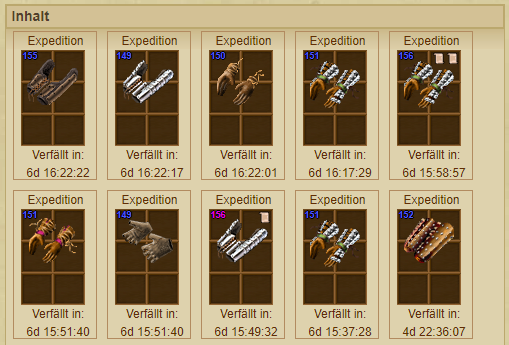 Inhalt
Expedition Expedition Expedition Expedition Expedition
155 149 150 151 156
Verfällt in: Verfällt in: Verfällt in: Verfällt in: Verfällt in:
6d 16:22:22 6d 16:22:17 6d 16:22:01 6d 16:17:29 6d 15:58:57
Expedition Expedition Expedition Expedition Expedition
151 149 156 151 152
Verfällt in: Verfällt in: Verfällt in: Verfällt in: Verfällt in:
6d 15:51:40 6d 15:51:40 6d 15:49:32 6d 15:37:28 4d 22:36:07